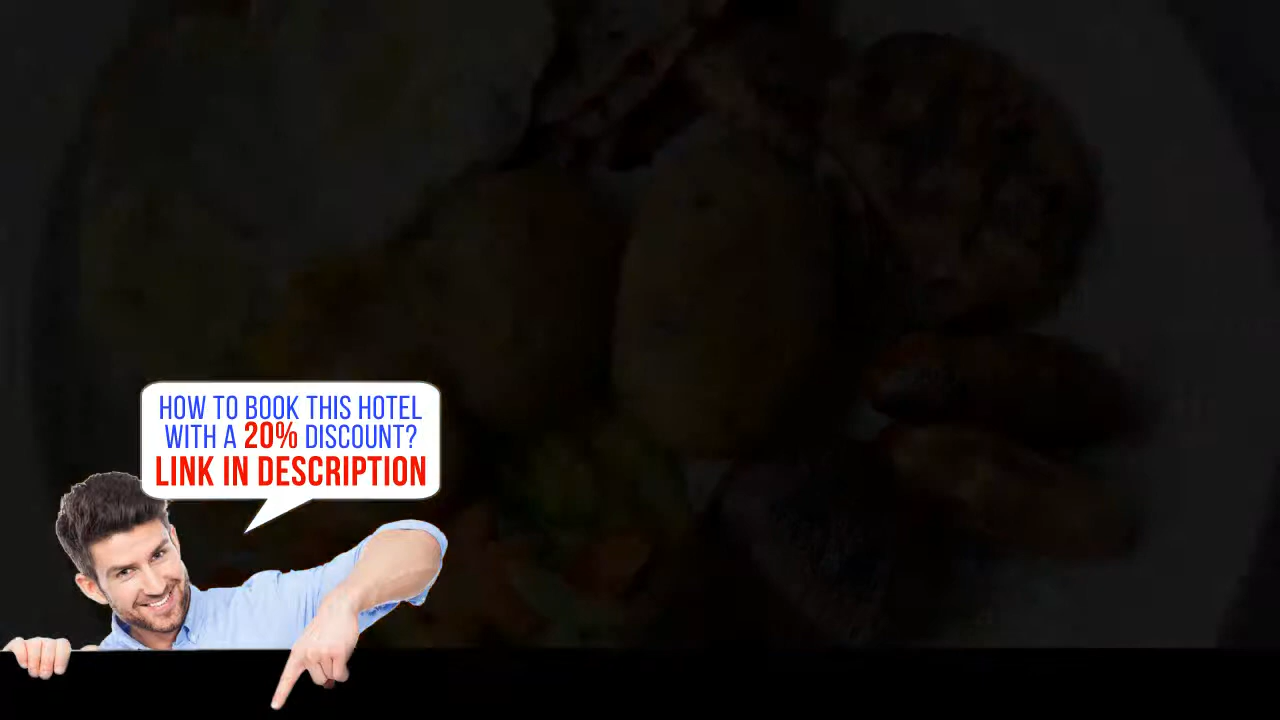 HOW TO BOOK THIS HOTEL
WITH A 20% DISCOUNT?
LINK IN DESCRIPTION